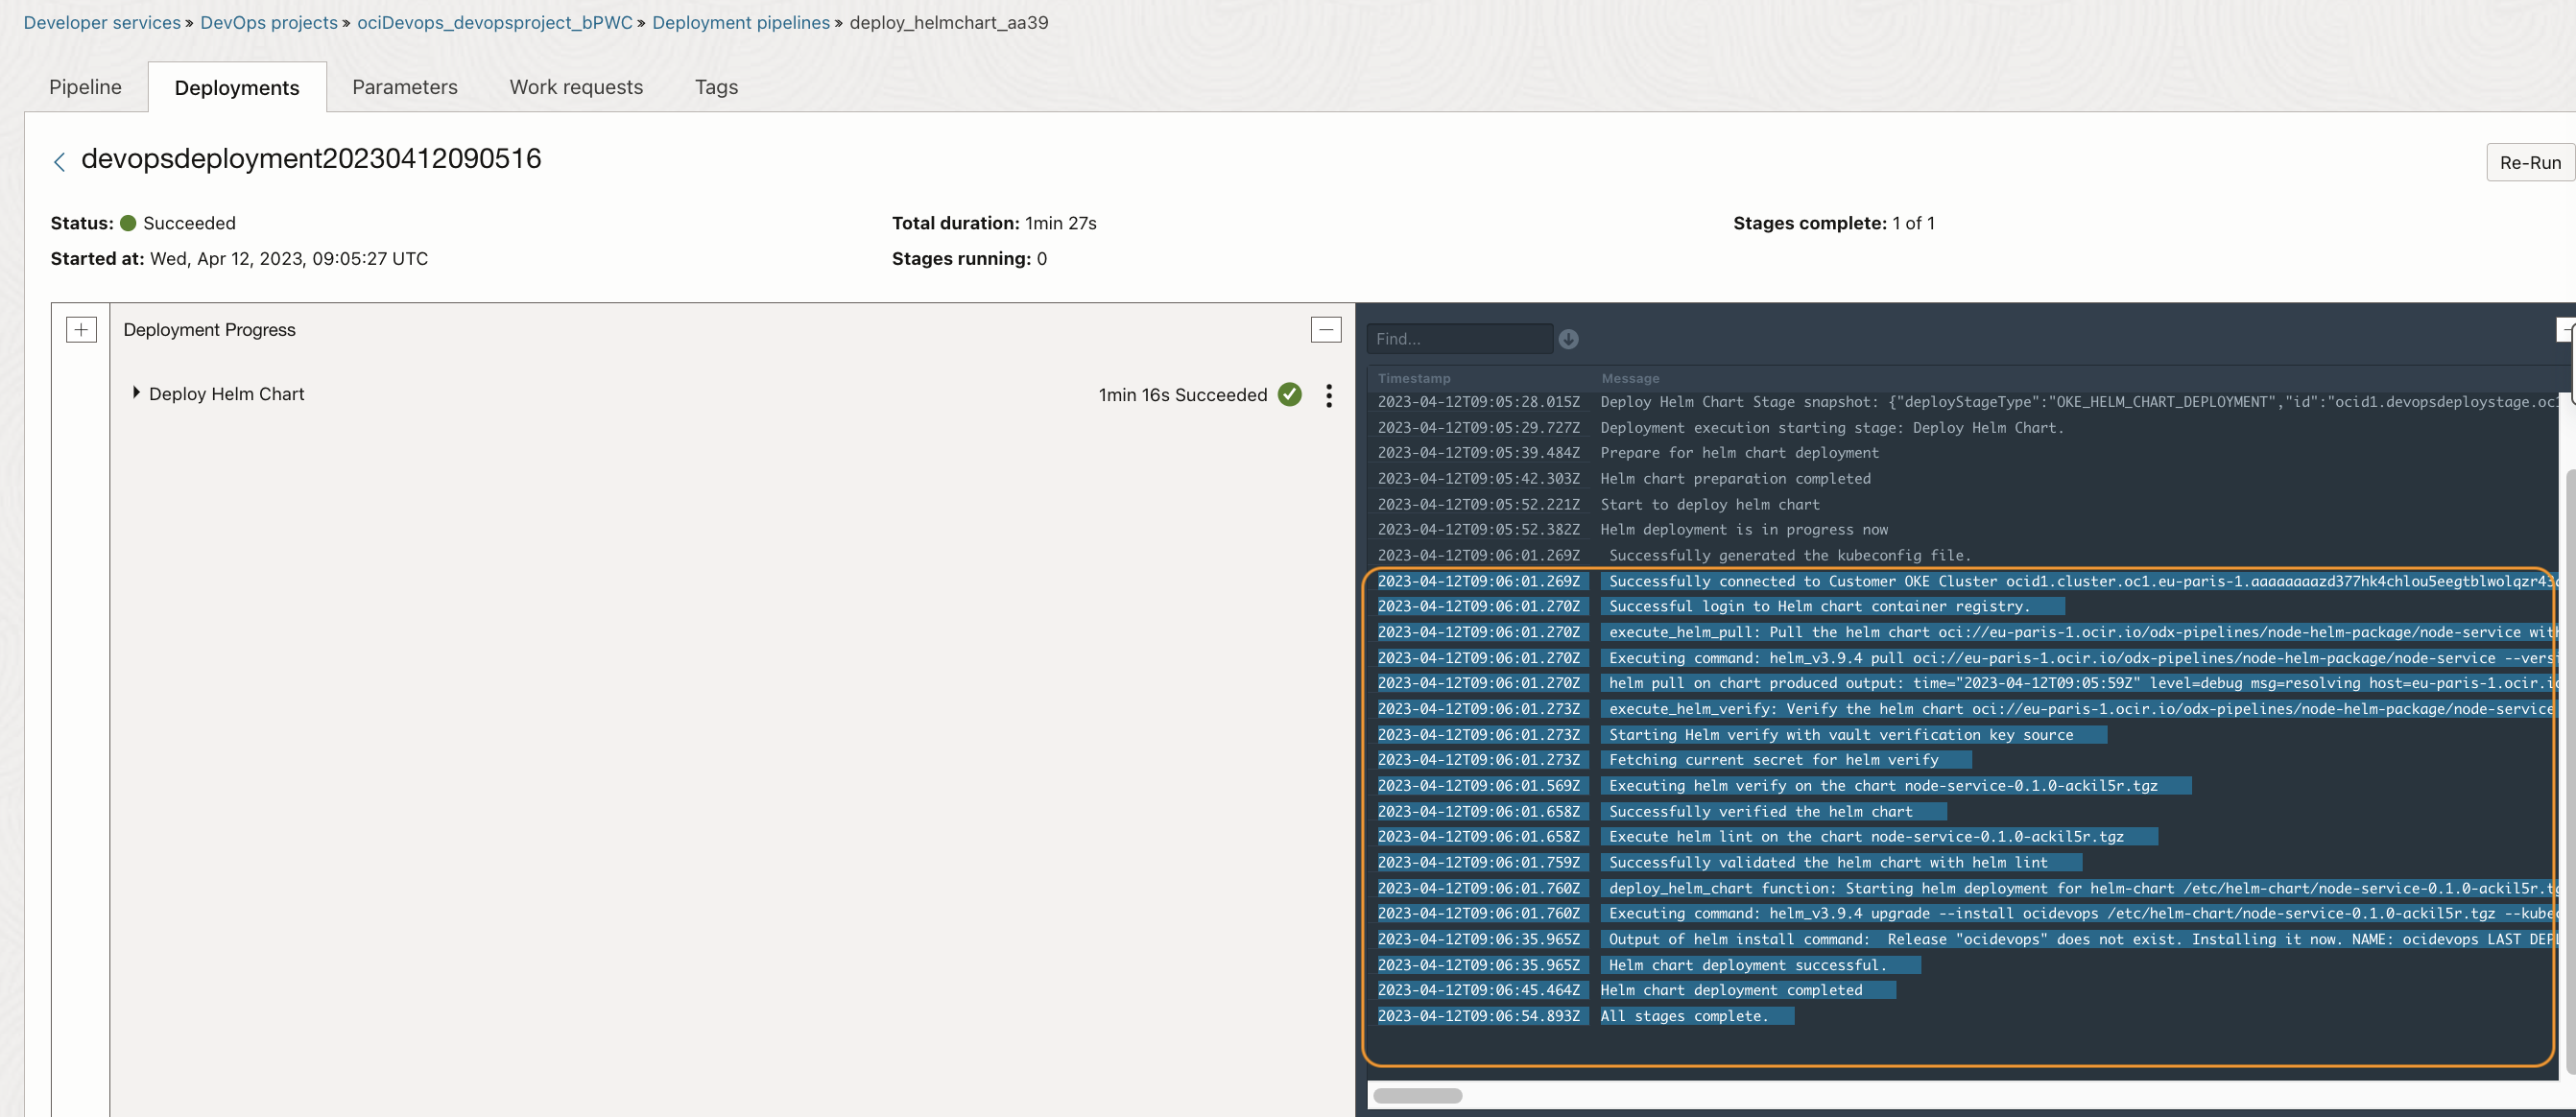 Developer services » DevOps projects » ociDevops_devopsproject_bPWC » Deployment pipelines » deploy_helmchart_aa39
Pipeline Deployments Parameters Work requests Tags
devopsdeployment20230412090516
Re-Run
Status: Succeeded Total duration: 1min 27s Stages complete: 1 of 1
Started at: Wed, Apr 12, 2023, 09:05:27 UTC Stages running: 0
Deployment Progress
Deploy Helm Chart 1min 16s Succeeded
Find...
Timestamp Message
2023-04-12T09:05:28.015Z Deploy Helm Chart Stage snapshot: {"deployStageType":"OKE_HELM_CHART_DEPLOYMENT","id":"ocid1.devopsdeploystage.oc1
2023-04-12T09:05:29.727Z Deployment execution starting stage: Deploy Helm Chart.
2023-04-12T09:05:39.484Z Prepare for helm chart deployment
2023-04-12T09:05:42.303Z Helm chart preparation completed
2023-04-12T09:05:52.221Z Start to deploy helm chart
2023-04-12T09:05:52.382Z Helm deployment is in progress now
2023-04-12T09:06:01.269Z Successfully generated the kubeconfig file.
2023-04-12T09:06:01.269Z Successfully connected to Customer OKE Cluster
2023-04-12T09:06:01.270Z Successful login to Helm chart container registry.
2023-04-12T09:06:01.270Z execute_helm_pull: Pull the helm chart oci://eu-paris-1.ocir.io/odx-pipelines/node-helm-package/node-service with
2023-04-12T09:06:01.270Z Executing command: helm_v3.9.4 pull oci://eu-paris-1.ocir.io/odx-pipelines/node-helm-package/node-service --versi
2023-04-12T09:06:01.270Z helm pull on chart produced output: time="2023-04-12T09:05:59Z" level=debug msg=resolving host=eu-paris-1.ocir.io
2023-04-12T09:06:01.273Z execute_helm_verify: Verify the helm chart oci://eu-paris-1.ocir.io/odx-pipelines/node-helm-package/node-service
2023-04-12T09:06:01.273Z Starting Helm verify with vault verification key source
2023-04-12T09:06:01.273Z Fetching current secret for helm verify
2023-04-12T09:06:01.569Z Executing helm verify on the chart node-service-0.1.0-ackil5r.tgz
2023-04-12T09:06:01.658Z Successfully verified the helm chart
2023-04-12T09:06:01.658Z Execute helm lint on the chart node-service-0.1.0-ackil5r.tgz
2023-04-12T09:06:01.759Z Successfully validated the helm chart with helm lint
2023-04-12T09:06:01.760Z deploy_helm_chart function: Starting helm deployment for helm-chart /etc/helm-chart/node-service-0.1.0-ackil5r.tg
2023-04-12T09:06:01.760Z Executing command: helm_v3.9.4 upgrade --install ocidevops /etc/helm-chart/node-service-0.1.0-ackil5r.tgz --kubec
2023-04-12T09:06:35.965Z Output of helm install command: Release "ocidevops" does not exist. Installing it now. NAME: ocidevops LAST DEPL
2023-04-12T09:06:35.965Z Helm chart deployment successful.
2023-04-12T09:06:45.464Z Helm chart deployment completed
2023-04-12T09:06:54.893Z All stages complete.